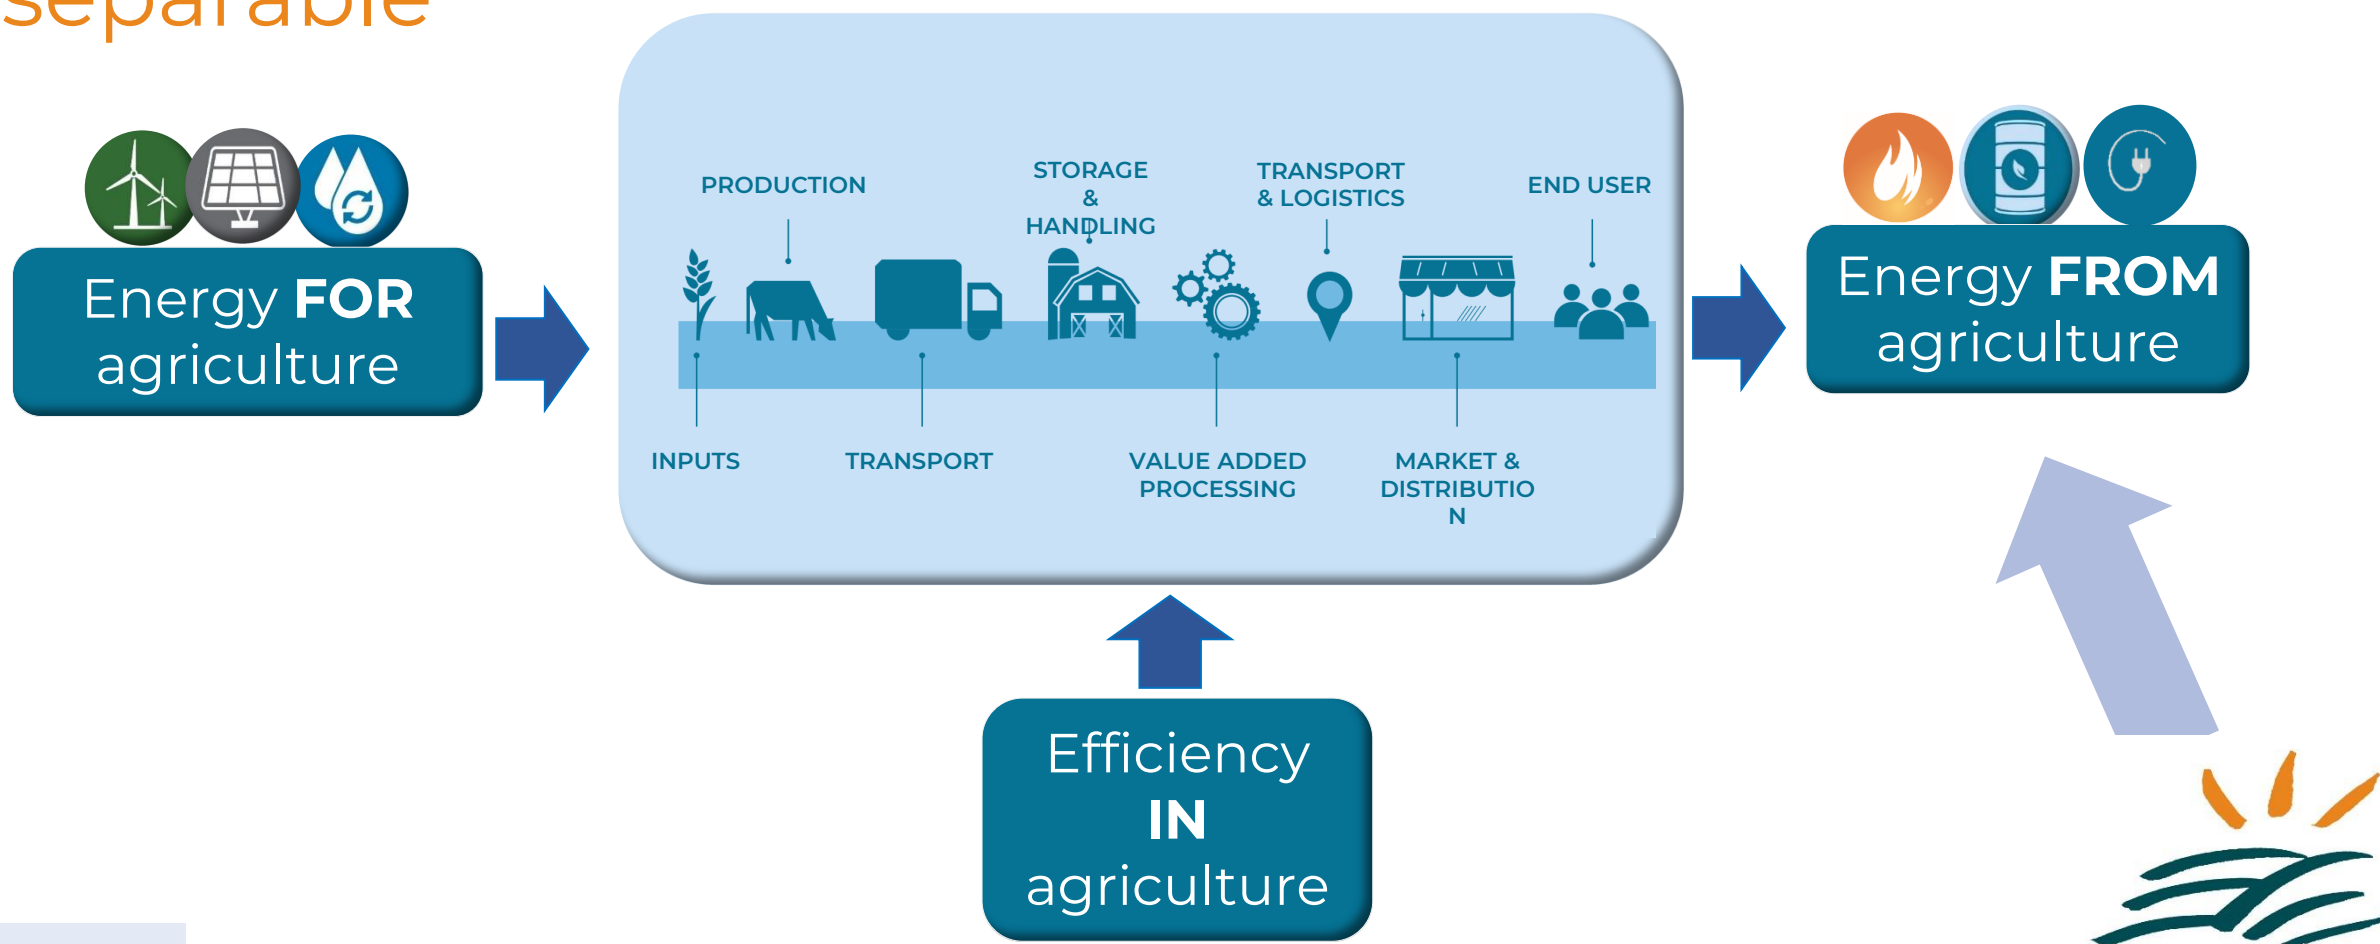 separable
PRODUCTION
STORAGE
&
HANDLING
TRANSPORT
& LOGISTICS
END USER
Energy FOR
agriculture
Energy FROM
agriculture
INPUTS
TRANSPORT
VALUE ADDED
PROCESSING
MARKET &
DISTRIBUTIO
N
Efficiency
IN
agriculture